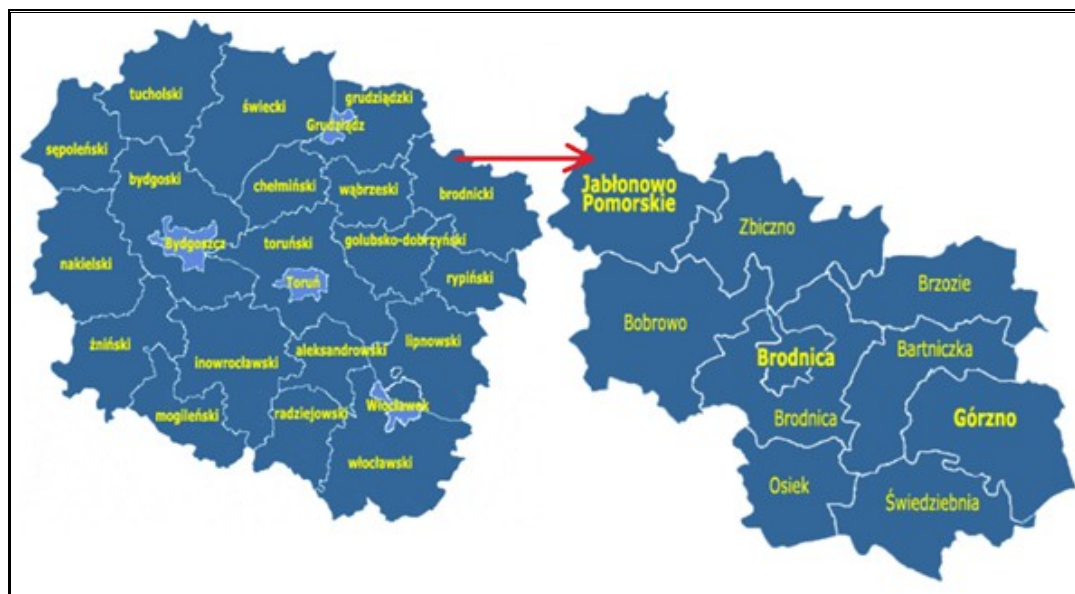 tucholski
świecki
grudziądzki
Grudziądz
sępoleński
bydgoski
chełmiński
wąbrzeski
brodnicki
Bydgoszcz
toruński
golubsko-dobrzyński
nakielski
Toruń
rypiński
żniński
inowrocławski
aleksandrowski
lipnowski
mogileński
radziejowski
Włocławek
włocławski
Jabłonowo
Pomorskie
Zbiczno
Brzozie
Bobrowo
Brodnica
Bartniczka
Brodnica
Górzno
Osiek
Świedziebnia